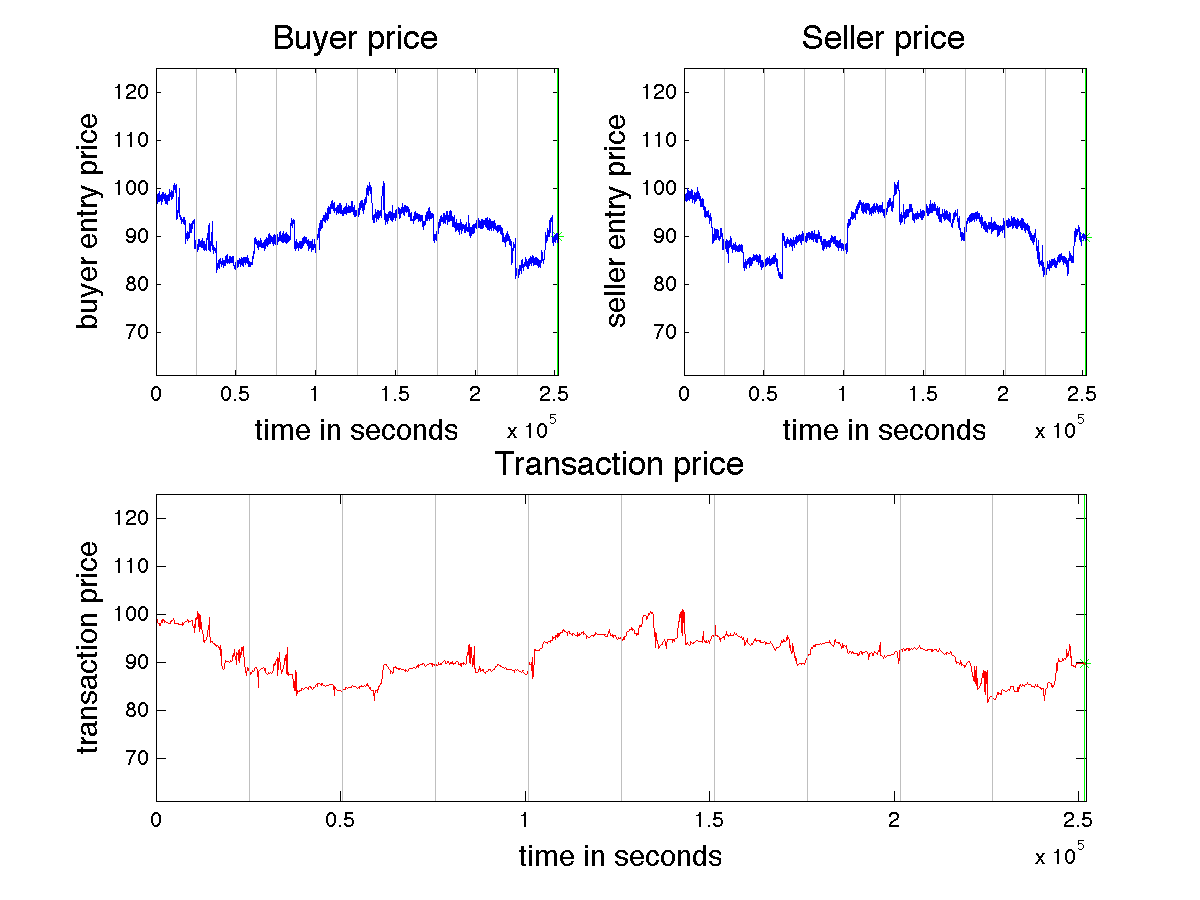 Buyer price
Seller price
120
110
100
90
80
70
buyer entry price
0 0.5 1 1.5 2 2.5
x 10^5
time in seconds
120
110
100
90
80
70
seller entry price
0 0.5 1 1.5 2 2.5
x 10^5
time in seconds
Transaction price
120
110
100
90
80
70
transaction price
0 0.5 1 1.5 2 2.5
x 10^5
time in seconds